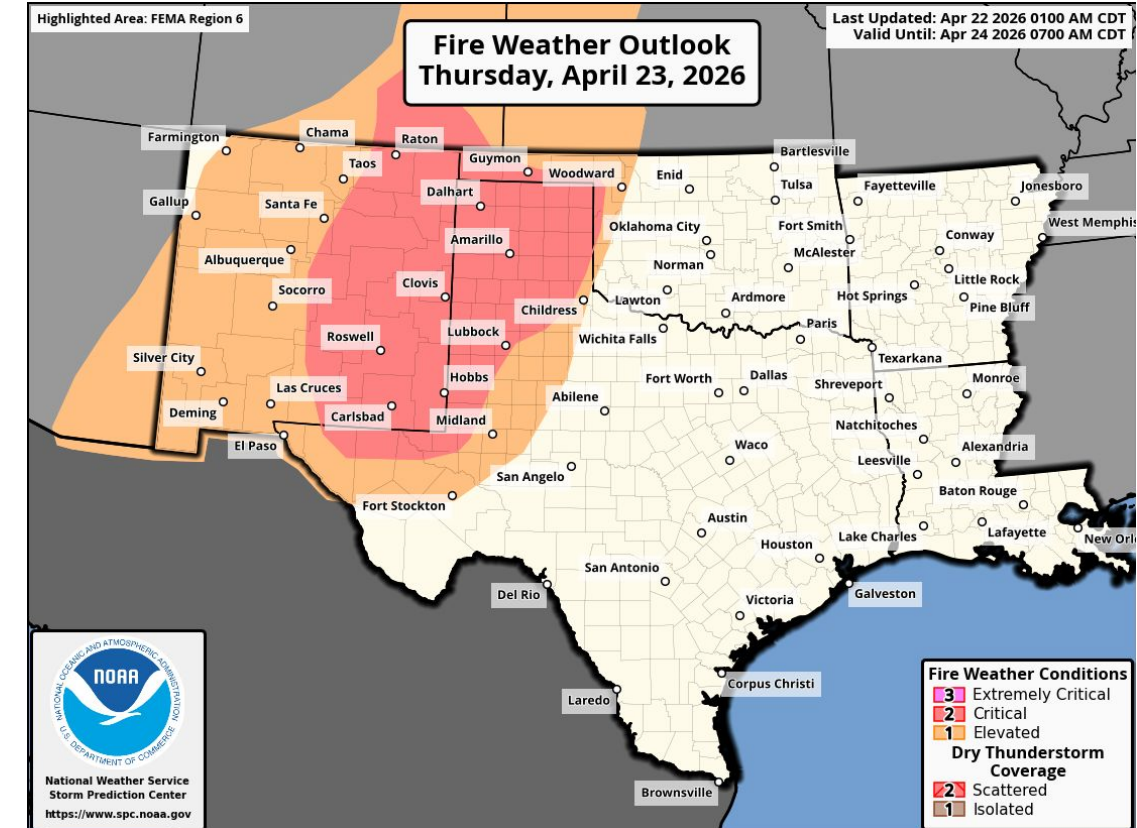 Highlighted Area: FEMA Region 6
Fire Weather Outlook
Thursday, April 23, 2026
Last Updated: Apr 22 2026 0100 AM CDT
Valid Until: Apr 24 2026 0700 AM CDT
Farmington
Chama
Raton
Taos
Guymon
Woodward
Enid
Bartlesville
Tulsa
Fayetteville
Jonesboro
Gallup
Santa Fe
Dalhart
Oklahoma City
Fort Smith
West Memphis
Albuquerque
Amarillo
Norman
McAlester
Conway
Socorro
Clovis
Childress
Lawton
Ardmore
Hot Springs
Little Rock
Pine Bluff
Roswell
Lubbock
Wichita Falls
Paris
Silver City
Texarkana
Las Cruces
Hobbs
Fort Worth
Dallas
Shreveport
Monroe
Deming
Carlsbad
Midland
Abilene
Natchitoches
El Paso
Waco
Leesville
Alexandria
San Angelo
Baton Rouge
Fort Stockton
Austin
Houston
Lake Charles
Lafayette
New Orl
San Antonio
Del Rio
Victoria
Galveston
Laredo
Corpus Christi
Brownsville
NATIONAL OCEANIC AND ATMOSPHERIC ADMINISTRATION
NOAA
U.S. DEPARTMENT OF COMMERCE
National Weather Service
Storm Prediction Center
https://www.spc.noaa.gov
Fire Weather Conditions
3 Extremely Critical
2 Critical
1 Elevated
Dry Thunderstorm
Coverage
2 Scattered
1 Isolated